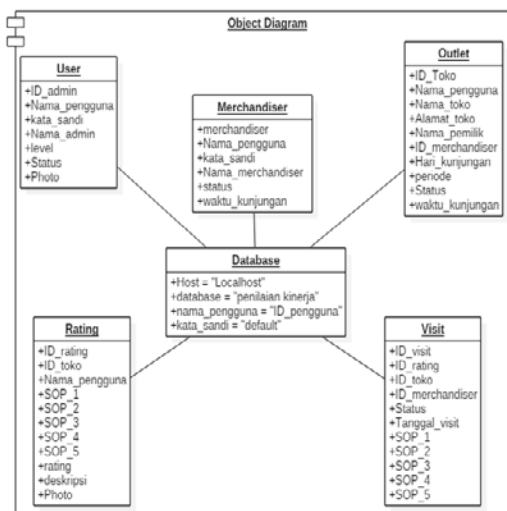 Object Diagram
User
+ID_admin
+Nama_pengguna
+kata_sandi
+Nama_admin
+level
+Status
+Photo
Merchandiser
+merchandiser
+Nama_pengguna
+kata_sandi
+Nama_merchandiser
+status
+waktu_kunjungan
Outlet
+ID_Toko
+Nama_pengguna
+Nama_toko
+Alamat_toko
+Nama_pemilik
+ID_merchandiser
+Hari_kunjungan
+periode
+Status
+waktu_kunjungan
Database
+Host = "Localhost"
+database = "penilaian kinerja"
+nama_pengguna = "ID_pengguna"
+kata_sandi = "default"
Rating
+ID_rating
+ID_toko
+Nama_pengguna
+SOP_1
+SOP_2
+SOP_3
+SOP_4
+SOP_5
+rating
+deskripsi
+Photo
Visit
+ID_visit
+ID_rating
+ID_toko
+ID_merchandiser
+Status
+Tanggal_visit
+SOP_1
+SOP_2
+SOP_3
+SOP_4
+SOP_5